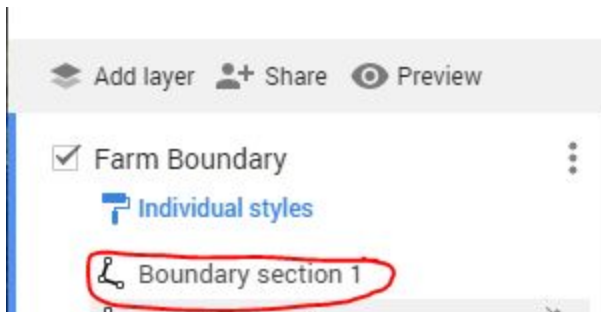 Add layer Share Preview
Farm Boundary
Individual styles
Boundary section 1